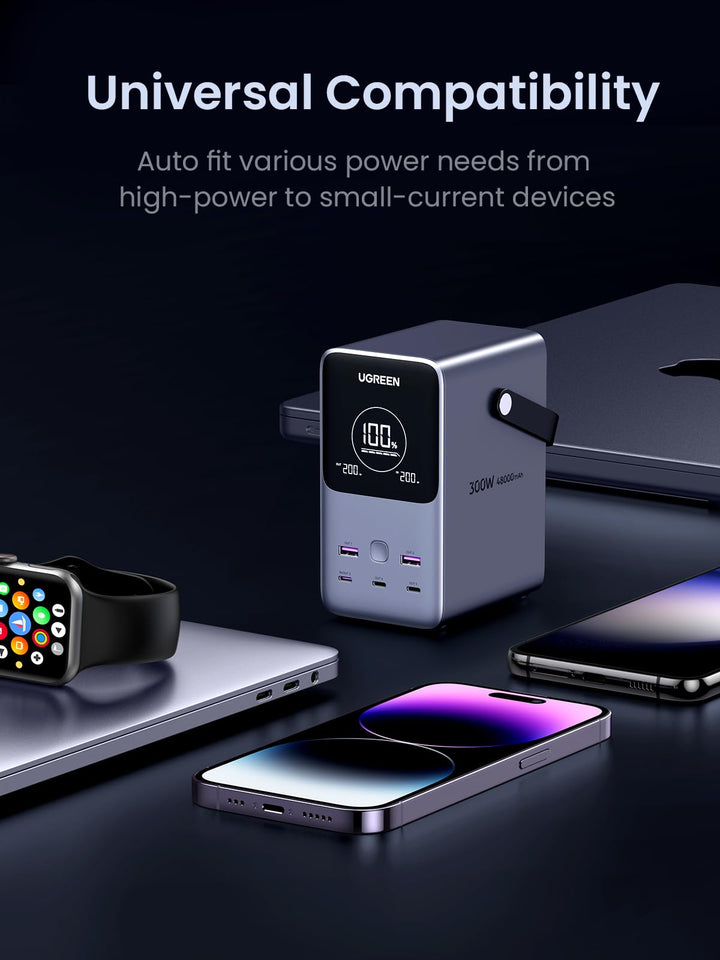 Universal Compatibility
Auto fit various power needs from
high-power to small-current devices
UGREEN
100%
200
200
300W 48000mAh